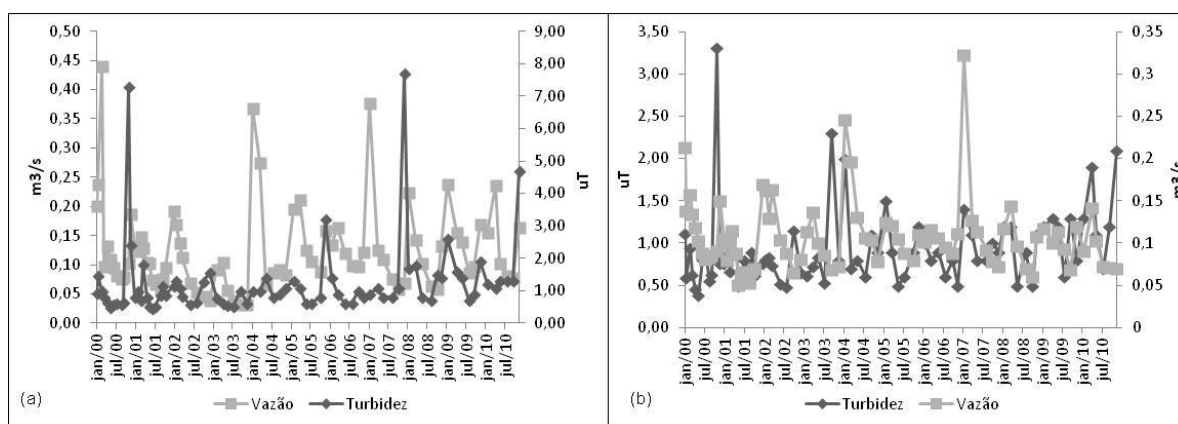 0,50
0,45
0,40
0,35
0,30
0,25
0,20
0,15
0,10
0,05
0,00
m3/s
9,00
8,00
7,00
6,00
5,00
4,00
3,00
2,00
1,00
0,00
uT
jan/00
jul/00
jan/01
jul/01
jan/02
jul/02
jan/03
jul/03
jan/04
jul/04
jan/05
jul/05
jan/06
jul/06
jan/07
jul/07
jan/08
jul/08
jan/09
jul/09
jan/10
jul/10
(a)
Vazão Turbidez
3,50
3,00
2,50
2,00
1,50
1,00
0,50
0,00
uT
0,35
0,3
0,25
0,2
0,15
0,1
0,05
0
m3/s
jan/00
jul/00
jan/01
jul/01
jan/02
jul/02
jan/03
jul/03
jan/04
jul/04
jan/05
jul/05
jan/06
jul/06
jan/07
jul/07
jan/08
jul/08
jan/09
jul/09
jan/10
jul/10
(b)
Turbidez Vazão